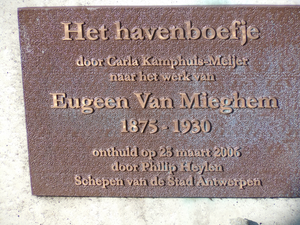 Het havenboefje
door Carla Kamphuis-Meijer
naar het werk van
Eugeen Van Mieghem
1875 - 1930
onthuld op 25 maart 2006
door Philip Heylen
Schepen van de Stad Antwerpen